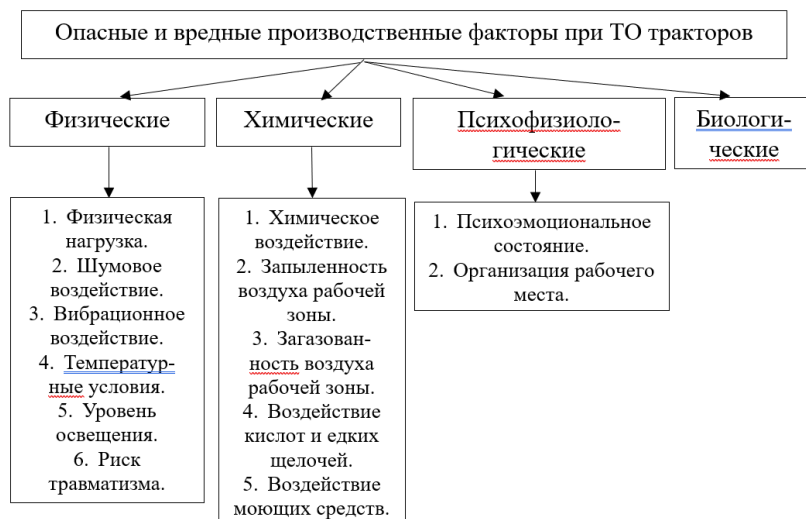 Опасные и вредные производственные факторы при ТО тракторов
Физические
Химические
Психофизиоло-
гические
Биологи-
ческие
1. Физическая
нагрузка.
2. Шумовое
воздействие.
3. Вибрационное
воздействие.
4. Температур-
ные условия.
5. Уровень
освещения.
6. Риск
травматизма.
1. Химическое
воздействие.
2. Запыленность
воздуха рабочей
зоны.
3. Загазован-
ность воздуха
рабочей зоны.
4. Воздействие
кислот и едких
щелочей.
5. Воздействие
моющих средств.
1. Психоэмоциональное
состояние.
2. Организация рабочего
места.